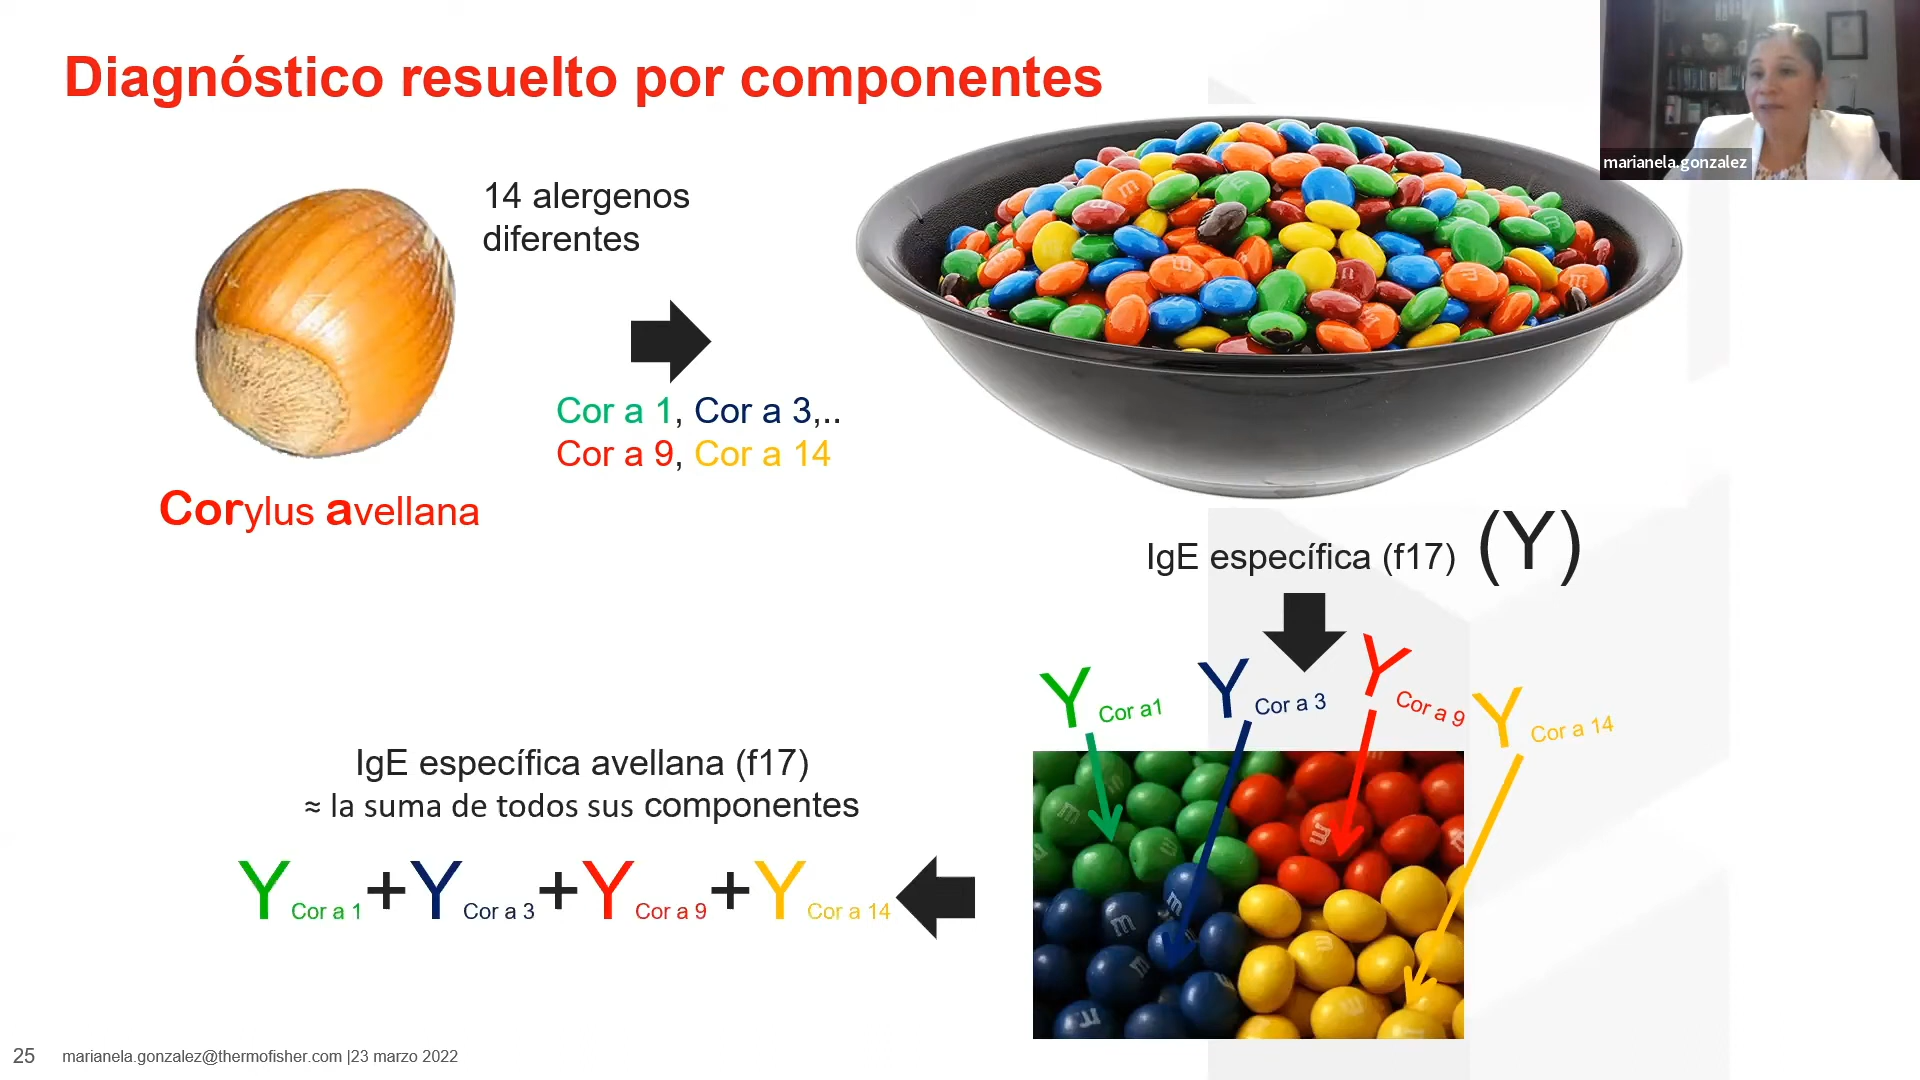 Diagnóstico resuelto por componentes
marianela.gonzalez
14 alergenos
diferentes
Cor a 1, Cor a 3,..
Cor a 9, Cor a 14
Corylus avellana
IgE específica (f17) (Y)
Y Cor a1
Y Cor a 3
Y Cor a 9
Y Cor a 14
IgE específica avellana (f17)
≈ la suma de todos sus componentes
Y Cor a 1 + Y Cor a 3 + Y Cor a 9 + Y Cor a 14
25 marianela.gonzalez@thermofisher.com |23 marzo 2022